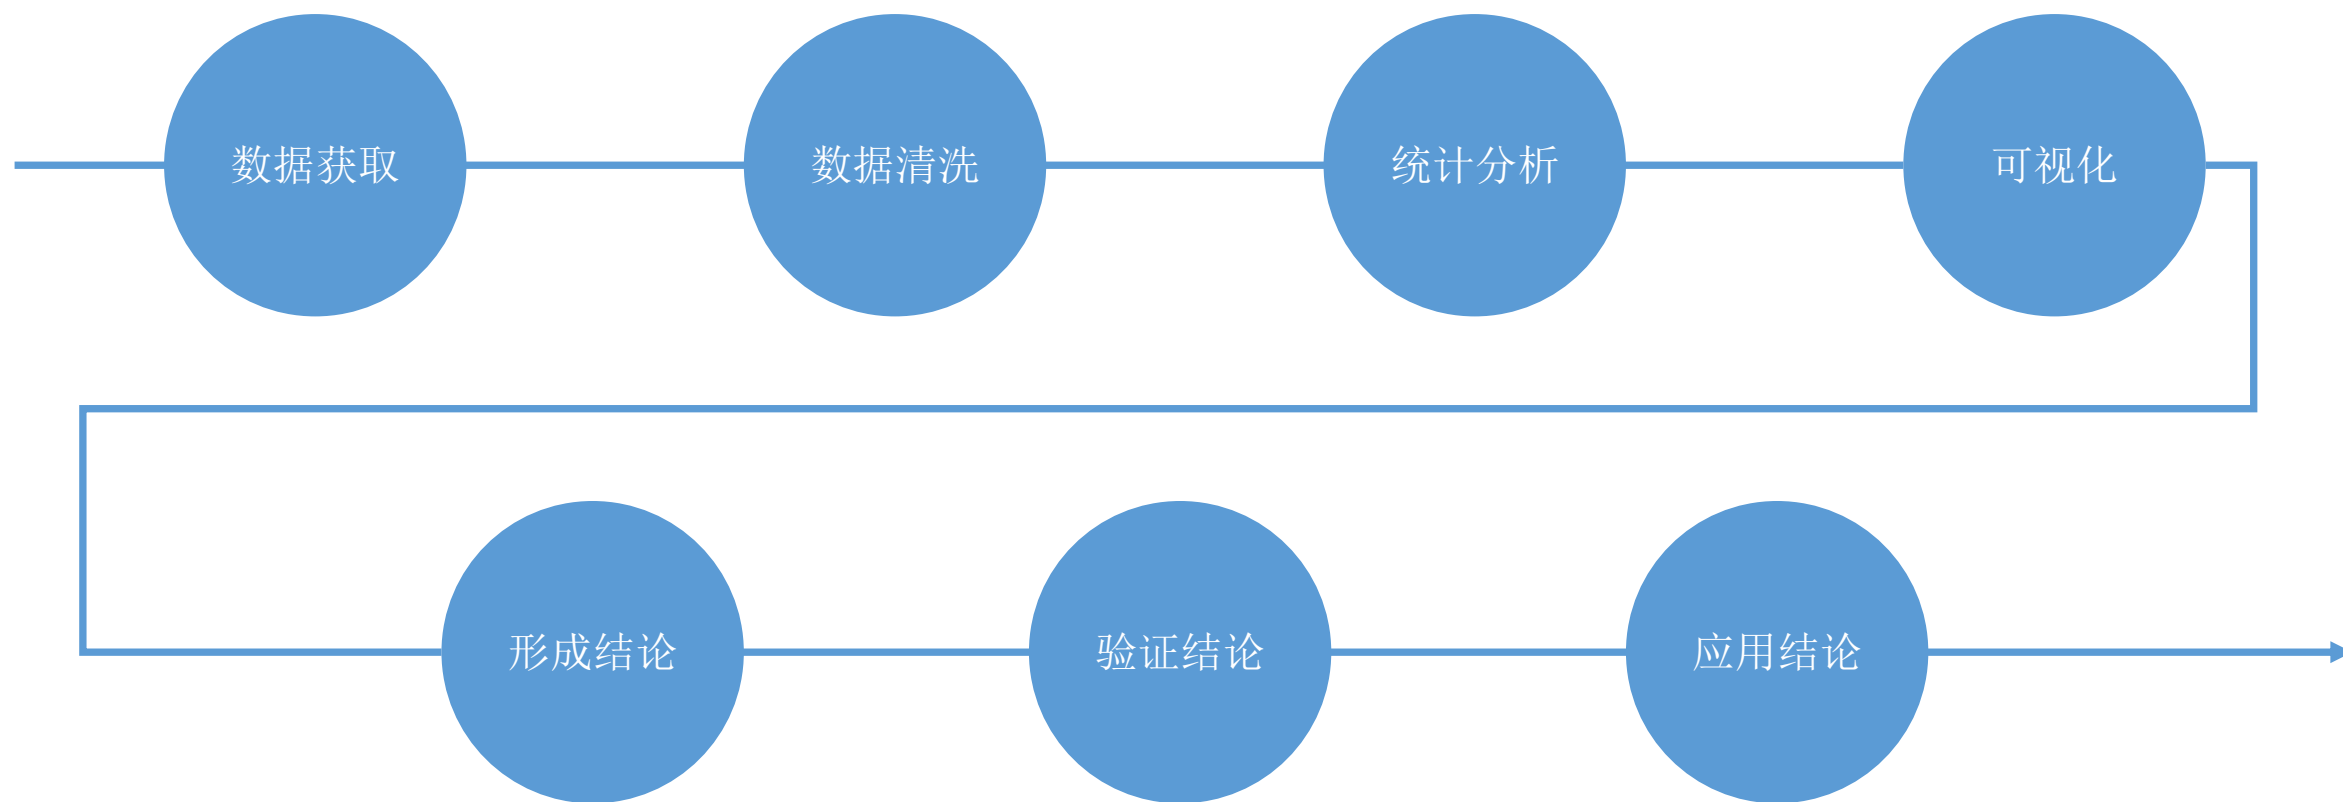 数据获取
数据清洗
统计分析
可视化
形成结论
验证结论
应用结论